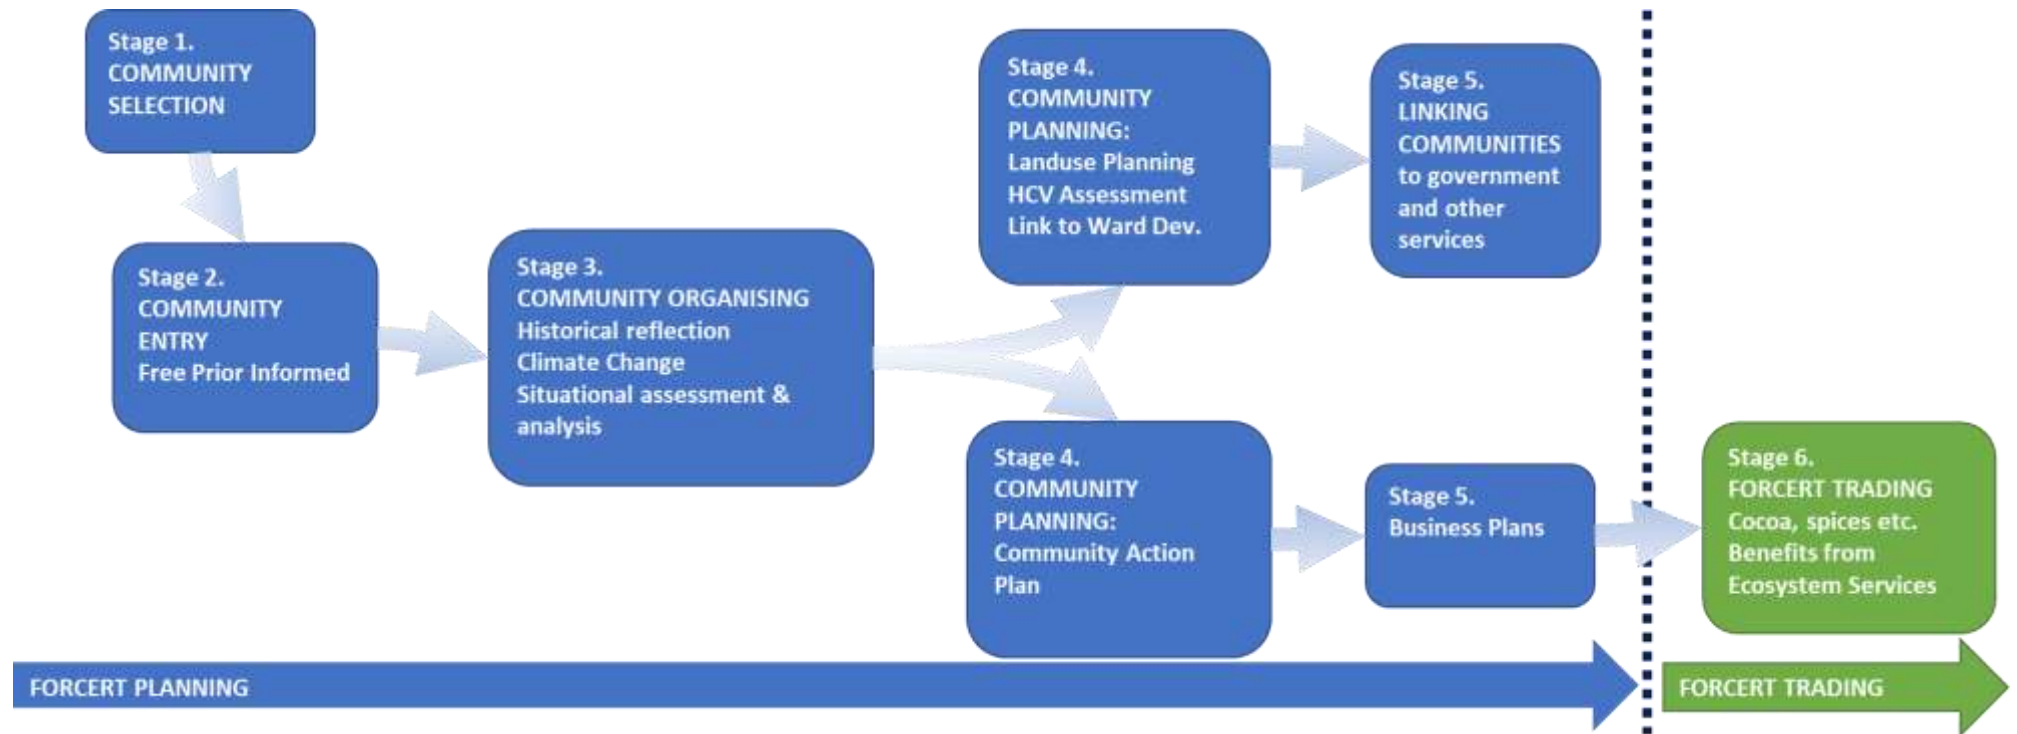 Stage 1.
COMMUNITY
SELECTION
Stage 2.
COMMUNITY
ENTRY
Free Prior Informed
Stage 3.
COMMUNITY ORGANISING
Historical reflection
Climate Change
Situational assessment &
analysis
Stage 4.
COMMUNITY
PLANNING:
Landuse Planning
HCV Assessment
Link to Ward Dev.
Stage 5.
LINKING
COMMUNITIES
to government
and other
services
Stage 4.
COMMUNITY
PLANNING:
Community Action
Plan
Stage 5.
Business Plans
Stage 6.
FORCERT TRADING
Cocoa, spices etc.
Benefits from
Ecosystem Services
FORCERT PLANNING
FORCERT TRADING